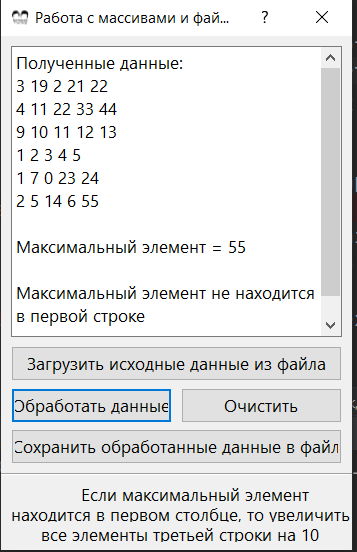 Работа с массивами и фай...
Полученные данные:
3 19 2 21 22
4 11 22 33 44
9 10 11 12 13
1 2 3 4 5
1 7 0 23 24
2 5 14 6 55
Максимальный элемент = 55
Максимальный элемент не находится
в первой строке
Загрузить исходные данные из файла
Обработать данные
Очистить
Сохранить обработанные данные в файл
Если максимальный элемент
находится в первом столбце, то увеличить
все элементы третьей строки на 10